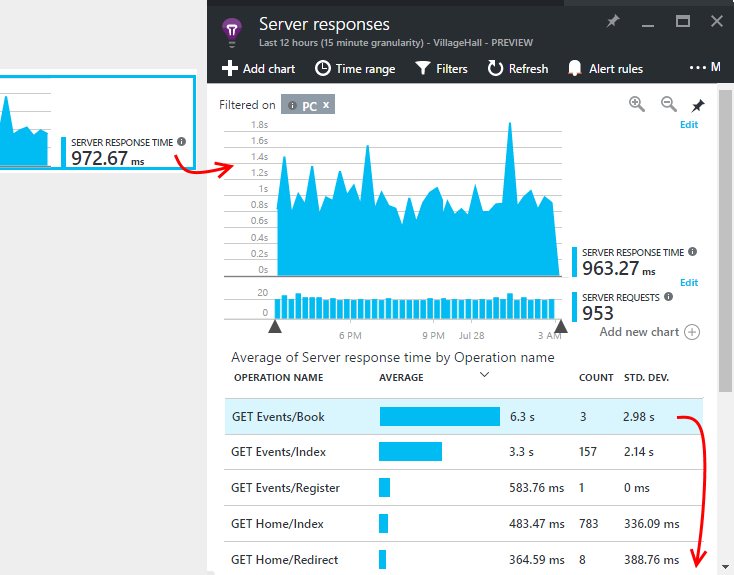 Server responses
Last 12 hours (15 minute granularity) - VillageHall - PREVIEW
Add chart Time range Filters Refresh Alert rules ••• M
Filtered on PC x
Edit
1.8s
1.6s
1.4s
1.2s
1s
0.8s
0.6s
0.4s
0.2s
0s
SERVER RESPONSE TIME
972.67 ms
SERVER RESPONSE TIME
963.27 ms
Edit
20
0
SERVER REQUESTS
953
6 PM 9 PM Jul 28 3 AM
Add new chart
Average of Server response time by Operation name
OPERATION NAME AVERAGE COUNT STD. DEV.
GET Events/Book 6.3 s 3 2.98 s
GET Events/Index 3.3 s 157 2.14 s
GET Events/Register 583.76 ms 1 0 ms
GET Home/Index 483.47 ms 783 336.09 ms
GET Home/Redirect 364.59 ms 8 388.76 ms